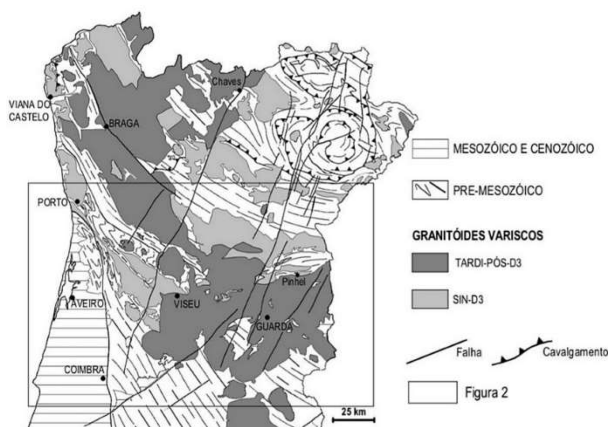 Chaves
VIANA DO
CASTELO
BRAGA
PORTO
Pinhel
AVEIRO
VISEU
GUARDA
COIMBRA
25 km
MESOZÓICO E CENOZÓICO
PRE-MESOZÓICO
GRANITÓIDES VARISCOS
TARDI-PÓS-D3
SIN-D3
Falha
Cavalgamento
Figura 2